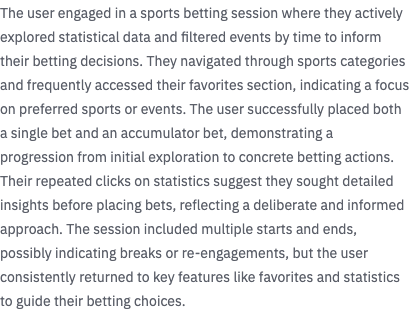 The user engaged in a sports betting session where they actively
explored statistical data and filtered events by time to inform
their betting decisions. They navigated through sports categories
and frequently accessed their favorites section, indicating a focus
on preferred sports or events. The user successfully placed both
a single bet and an accumulator bet, demonstrating a
progression from initial exploration to concrete betting actions.
Their repeated clicks on statistics suggest they sought detailed
insights before placing bets, reflecting a deliberate and informed
approach. The session included multiple starts and ends,
possibly indicating breaks or re-engagements, but the user
consistently returned to key features like favorites and statistics
to guide their betting choices.